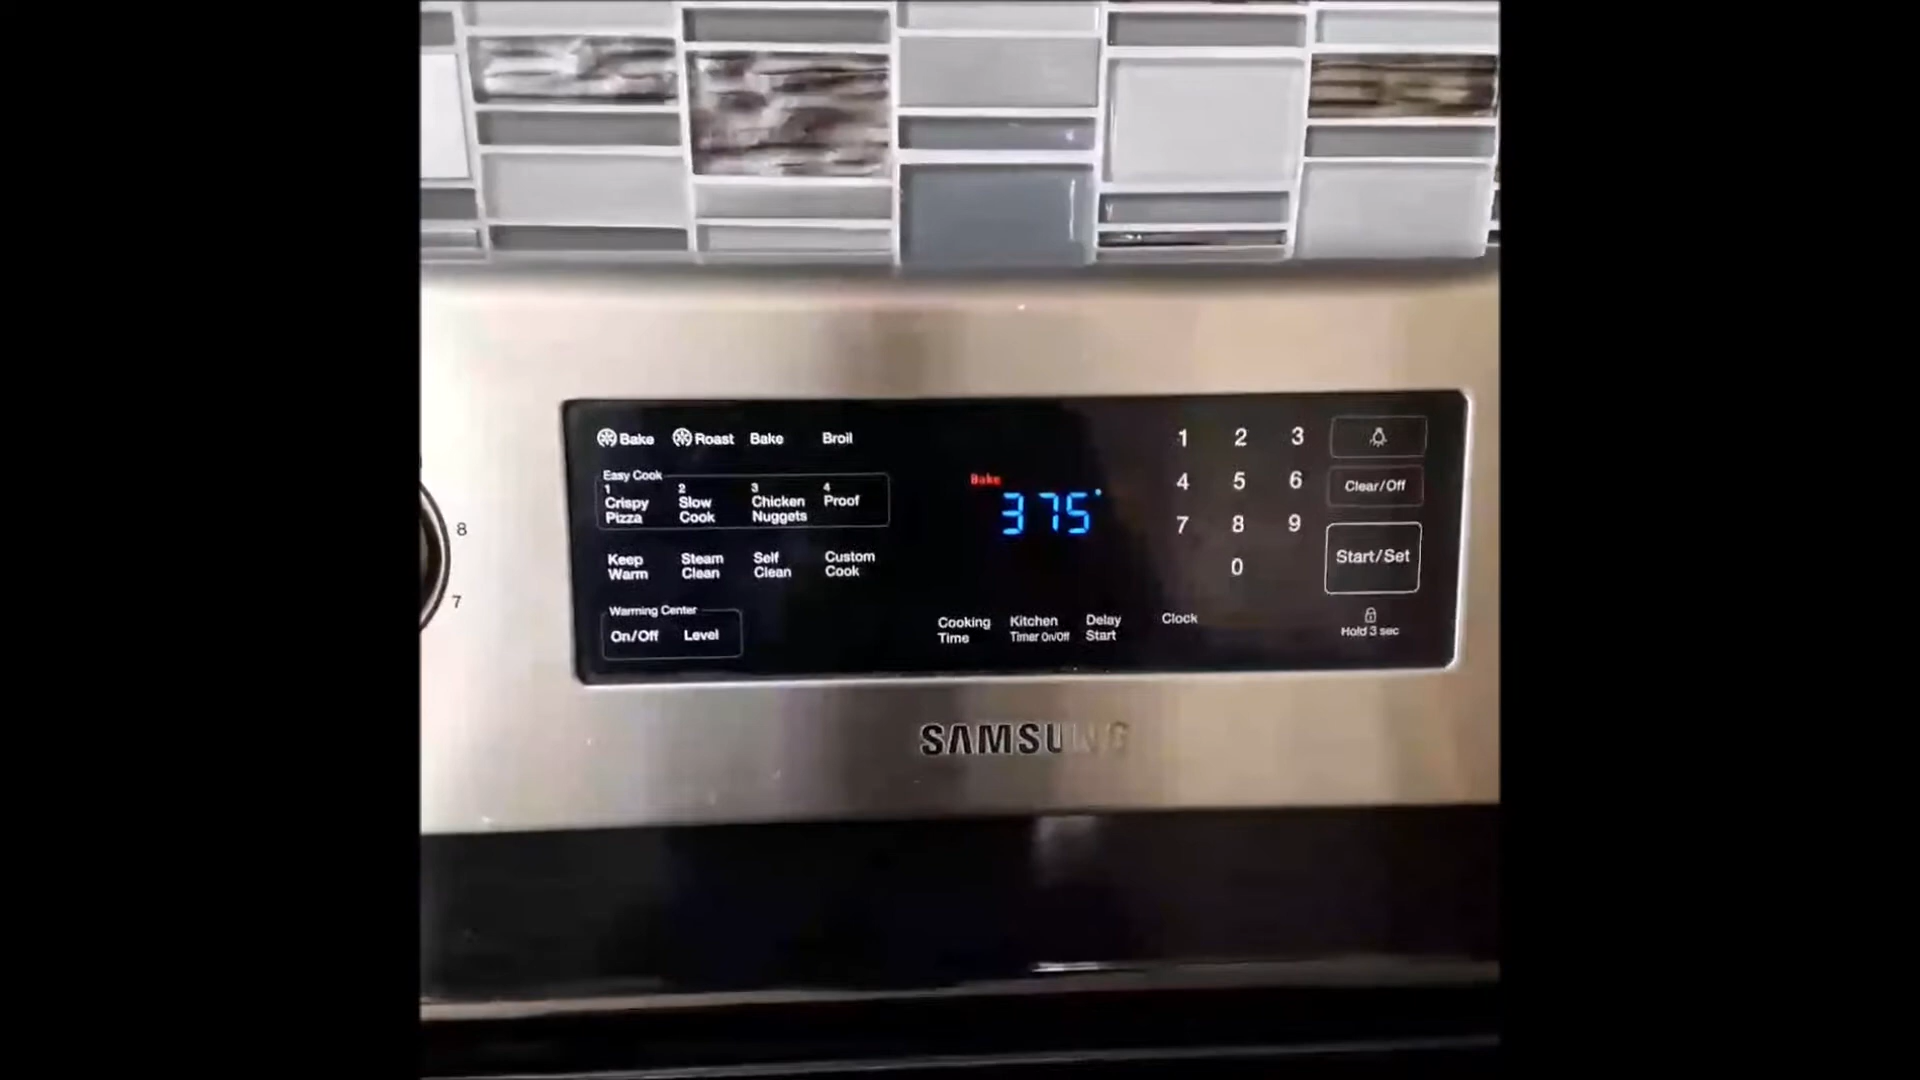 Bake Roast Bake Broil
Easy Cook
1 2 3 4
Crispy Slow Chicken Proof
Pizza Cook Nuggets
Keep Steam Self Custom
Warm Clean Clean Cook
Warming Center
On/Off Level
Bake
375°
Cooking Kitchen Delay Clock
Time Timer On/Off Start
1 2 3
4 5 6
7 8 9
0
Clear/Off
Start/Set
Hold 3 sec
8
7
SAMSUNG